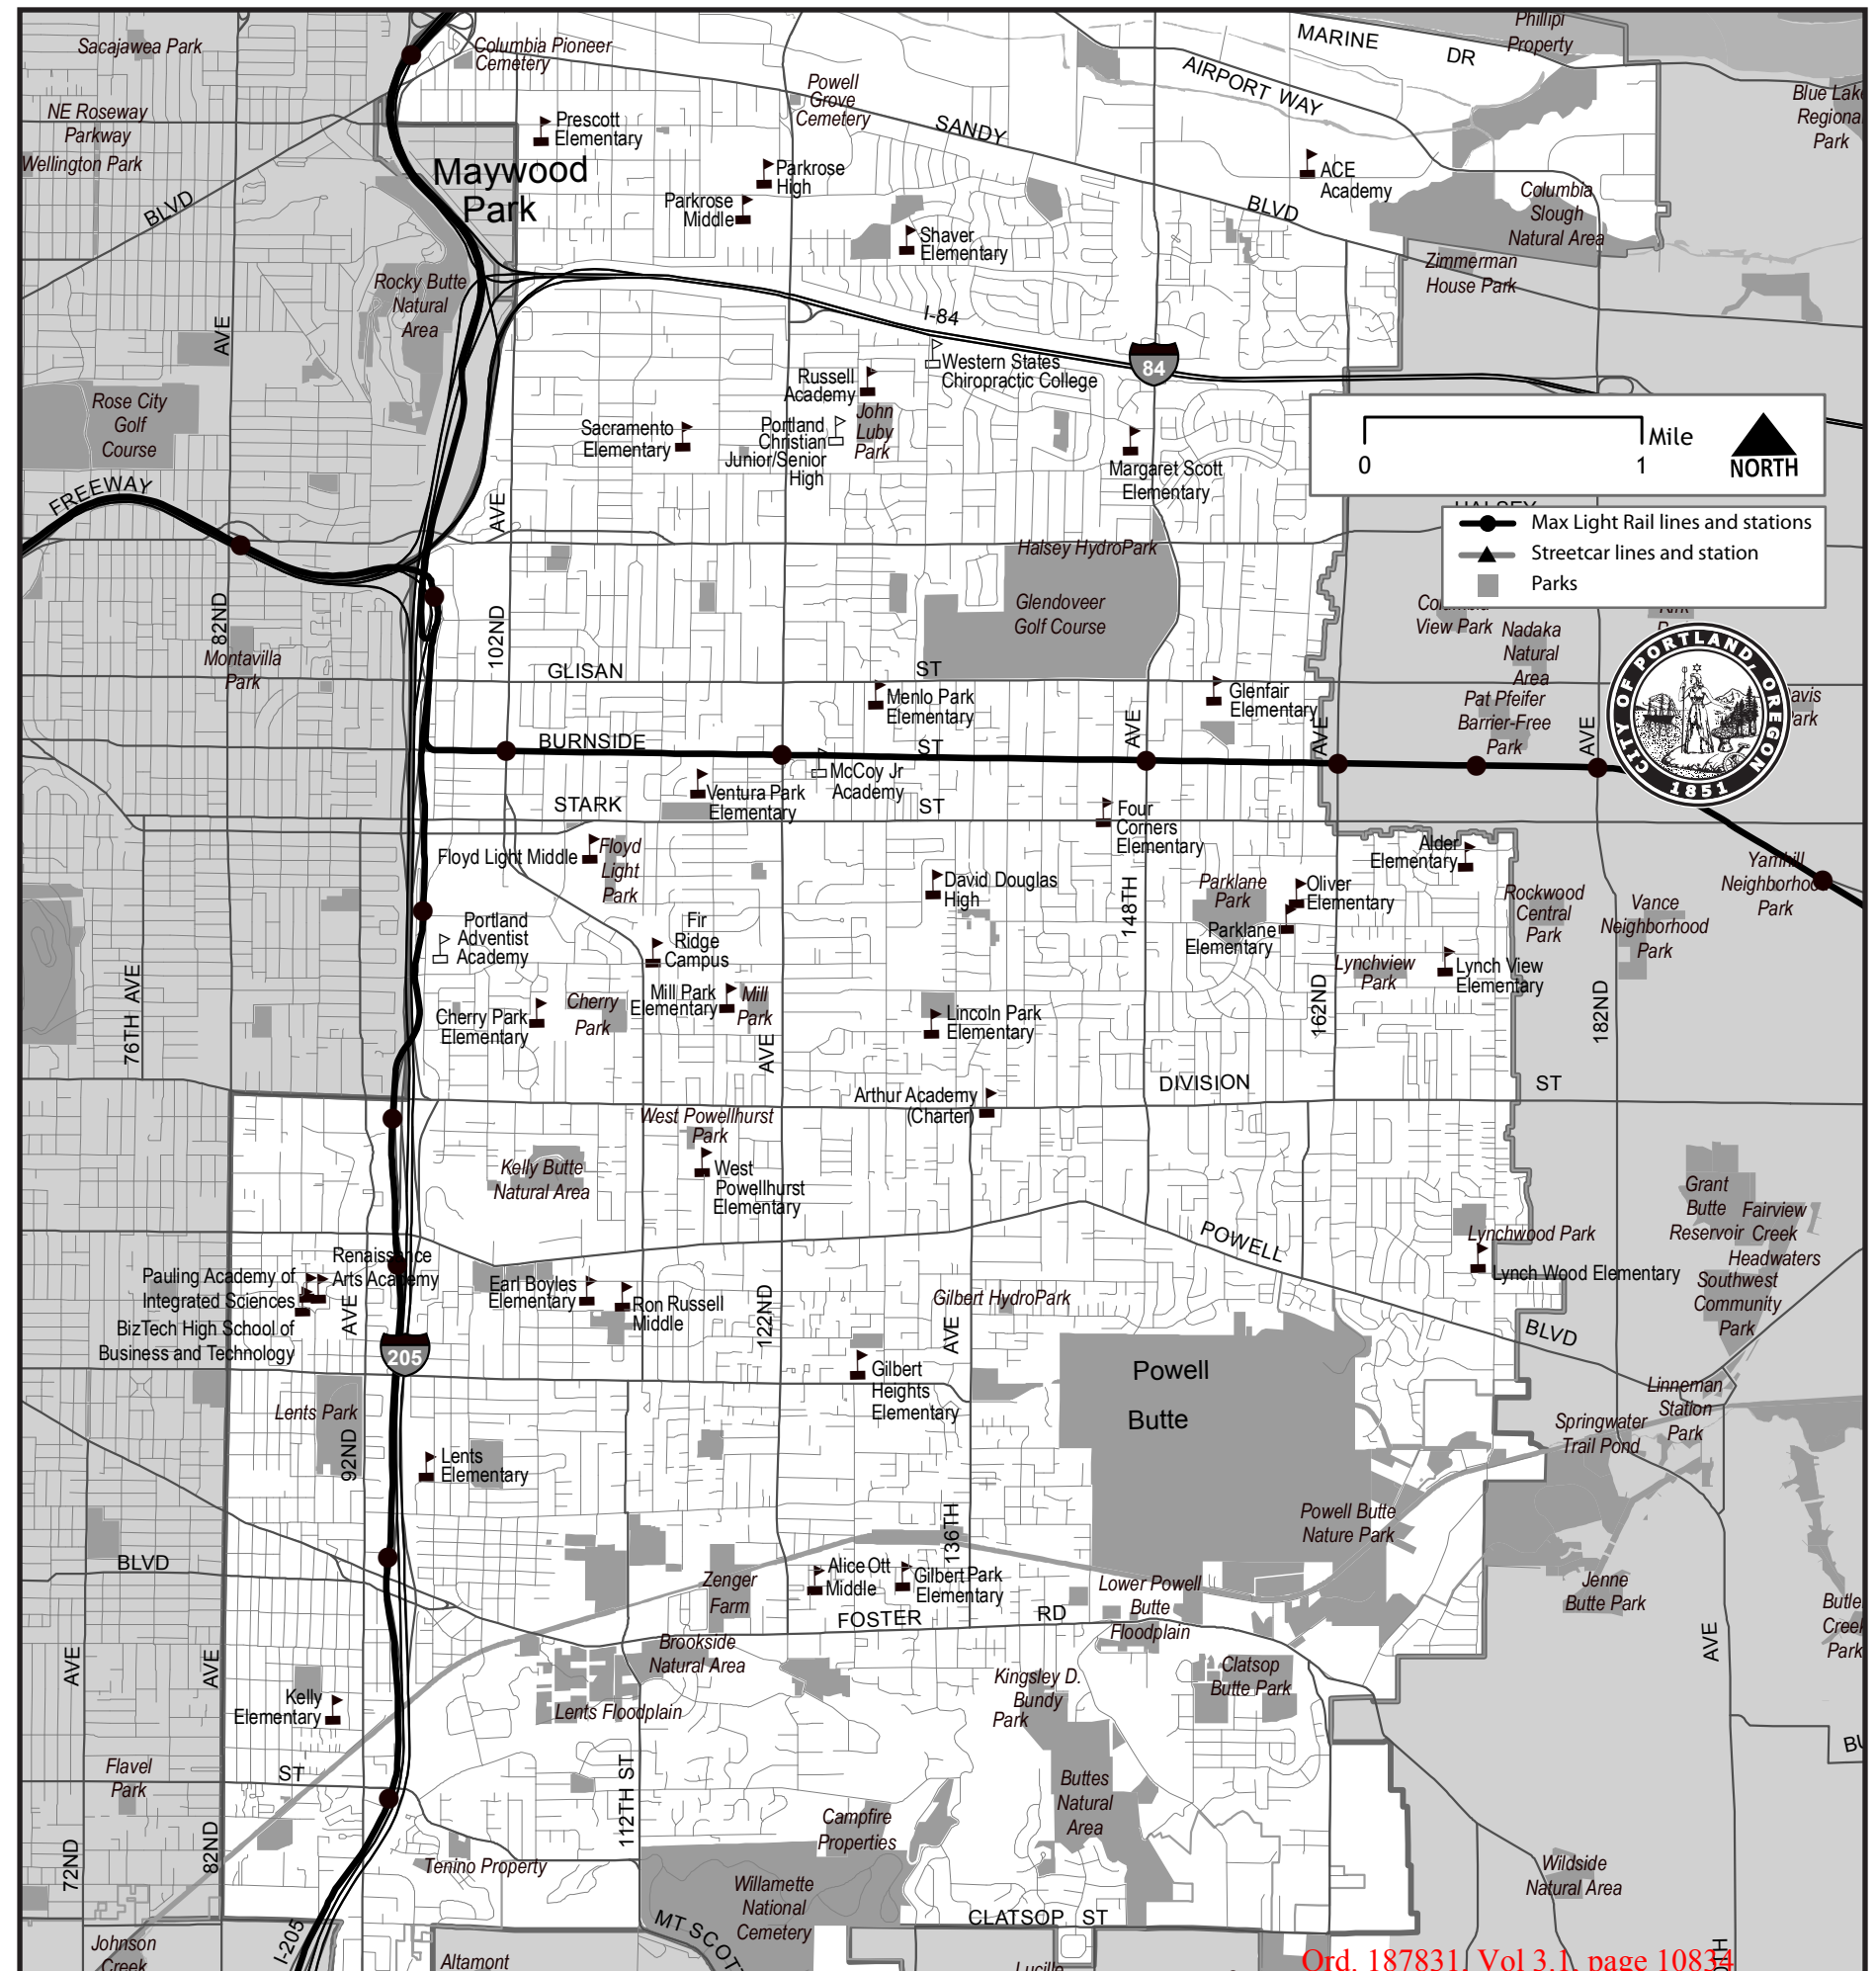 Sacajawea Park
Columbia Pioneer
Cemetery
Phillipi
Property
MARINE
DR
AIRPORT WAY
Powell
Grove
Cemetery
Blue Lake
Regional
Park
NE Roseway
Parkway
Wellington Park
Prescott
Elementary
SANDY
BLVD
Maywood
Park
Parkrose
High
Parkrose
Middle
ACE
Academy
BLVD
Columbia
Slough
Natural Area
Shaver
Elementary
Zimmerman
House Park
Rocky Butte
Natural
Area
AVE
I-84
84
Western States
Chiropractic College
Russell
Academy
John
Luby
Park
Portland
Christian
Junior/Senior
High
Sacramento
Elementary
Margaret Scott
Elementary
Rose City
Golf
Course
FREEWAY
AVE
0
1
Mile
NORTH
HALSEY
Max Light Rail lines and stations
Streetcar lines and station
Parks
Halsey HydroPark
Glendoveer
Golf Course
82ND
102ND
Montavilla
Park
GLISAN
ST
View Park
Nadaka
Natural
Area
Pat Pfeifer
Barrier-Free
Park
CITY OF PORTLAND, OREGON
1851
avis
ark
Menlo Park
Elementary
Glenfair
Elementary
AVE
AVE
AVE
BURNSIDE
ST
McCoy Jr
Academy
Ventura Park
Elementary
STARK
ST
Four
Corners
Elementary
Floyd Light Middle
Floyd
Light
Park
Alder
Elementary
Yamhill
Neighborhood
Park
David Douglas
High
Parklane
Park
Oliver
Elementary
Parklane
Elementary
148TH
Rockwood
Central
Park
Vance
Neighborhood
Park
Portland
Adventist
Academy
Fir
Ridge
Campus
Lynchview
Park
Lynch View
Elementary
76TH AVE
Cherry Park
Elementary
Cherry
Park
Mill Park
Elementary
Mill
Park
AVE
Lincoln Park
Elementary
162ND
182ND
DIVISION
ST
Arthur Academy
(Charter)
West Powellhurst
Park
Kelly Butte
Natural Area
West
Powellhurst
Elementary
Grant
Butte
Reservoir
Fairview
Creek
Headwaters
POWELL
Lynchwood Park
Lynch Wood Elementary
Southwest
Community
Park
Renaissance
Arts Academy
Pauling Academy of
Integrated Sciences
BizTech High School of
Business and Technology
AVE
205
Earl Boyles
Elementary
Ron Russell
Middle
122ND
Gilbert HydroPark
AVE
BLVD
Gilbert
Heights
Elementary
Powell
Butte
Linneman
Station
Park
Springwater
Trail Pond
Lents Park
92ND
Lents
Elementary
136TH
Powell Butte
Nature Park
BLVD
Zenger
Farm
Alice Ott
Middle
Gilbert Park
Elementary
Lower Powell
Butte
Floodplain
Jenne
Butte Park
Butle
Creek
Park
FOSTER
RD
AVE
AVE
AVE
Brookside
Natural Area
Clatsop
Butte Park
Kelly
Elementary
Lents Floodplain
Kingsley D.
Bundy
Park
BU
Flavel
Park
ST
112TH ST
Buttes
Natural
Area
Campfire
Properties
72ND
82ND
Tenino Property
Wildside
Natural Area
Willamette
National
Cemetery
MT SCOTT
CLATSOP ST
I-205
Johnson
Creek
Altamont
Lucille
Ord. 187831, Vol 3.1, page 10834